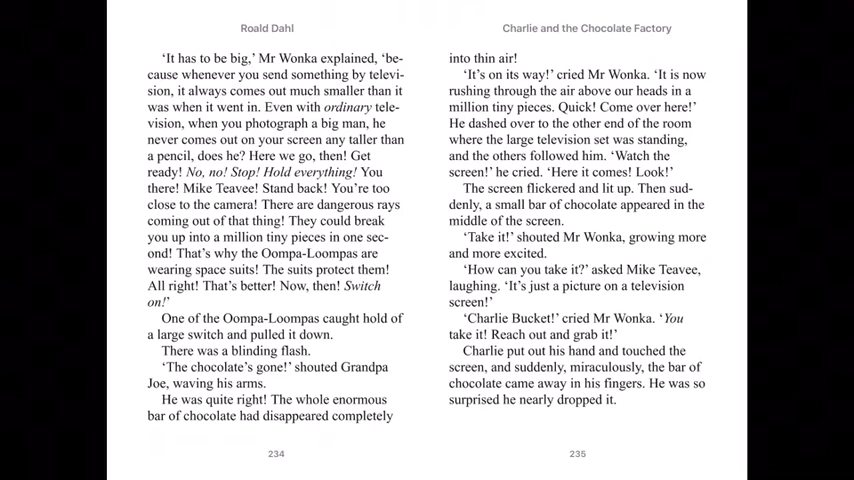 Roald Dahl
‘It has to be big,’ Mr Wonka explained, ‘be-
cause whenever you send something by televi-
sion, it always comes out much smaller than it
was when it went in. Even with ordinary tele-
vision, when you photograph a big man, he
never comes out on your screen any taller than
a pencil, does he? Here we go, then! Get
ready! No, no! Stop! Hold everything! You
there! Mike Teavee! Stand back! You’re too
close to the camera! There are dangerous rays
coming out of that thing! They could break
you up into a million tiny pieces in one sec-
ond! That’s why the Oompa-Loompas are
wearing space suits! The suits protect them!
All right! That’s better! Now, then! Switch
on!’
One of the Oompa-Loompas caught hold of
a large switch and pulled it down.
There was a blinding flash.
‘The chocolate’s gone!’ shouted Grandpa
Joe, waving his arms.
He was quite right! The whole enormous
bar of chocolate had disappeared completely
234
Charlie and the Chocolate Factory
into thin air!
‘It’s on its way!’ cried Mr Wonka. ‘It is now
rushing through the air above our heads in a
million tiny pieces. Quick! Come over here!’
He dashed over to the other end of the room
where the large television set was standing,
and the others followed him. ‘Watch the
screen!’ he cried. ‘Here it comes! Look!’
The screen flickered and lit up. Then sud-
denly, a small bar of chocolate appeared in the
middle of the screen.
‘Take it!’ shouted Mr Wonka, growing more
and more excited.
‘How can you take it?’ asked Mike Teavee,
laughing. ‘It’s just a picture on a television
screen!’
‘Charlie Bucket!’ cried Mr Wonka. ‘You
take it! Reach out and grab it!’
Charlie put out his hand and touched the
screen, and suddenly, miraculously, the bar of
chocolate came away in his fingers. He was so
surprised he nearly dropped it.
235